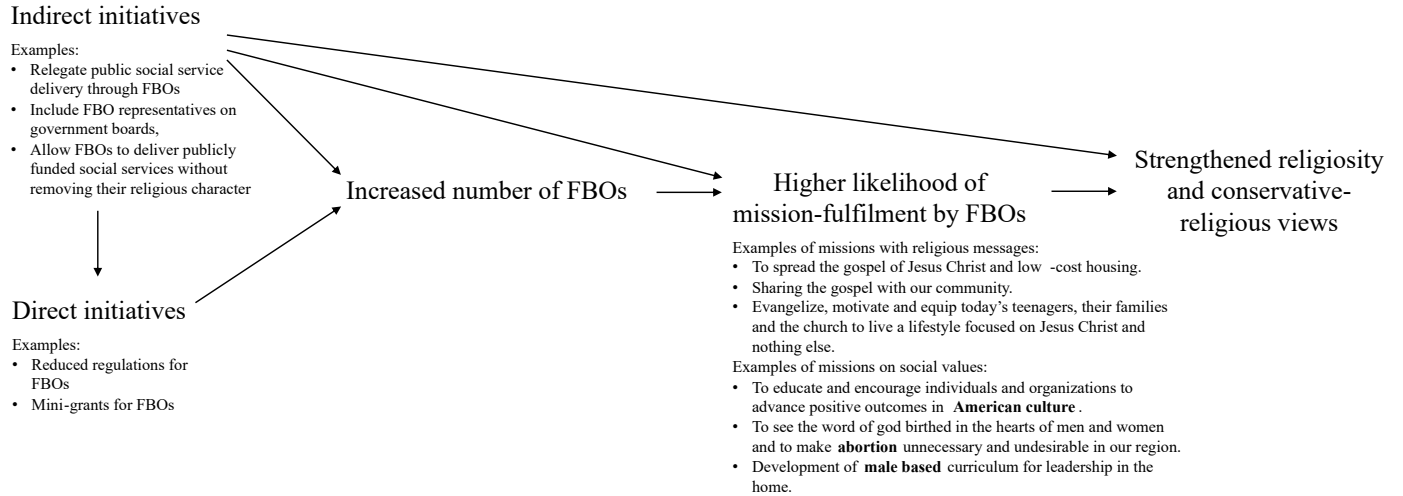 Indirect initiatives
Examples:
• Relegate public social service
delivery through FBOs
• Include FBO representatives on
government boards,
• Allow FBOs to deliver publicly
funded social services without
removing their religious character
Direct initiatives
Examples:
• Reduced regulations for
FBOs
• Mini-grants for FBOs
Increased number of FBOs
Higher likelihood of
mission-fulfilment by FBOs
Examples of missions with religious messages:
• To spread the gospel of Jesus Christ and low -cost housing.
• Sharing the gospel with our community.
• Evangelize, motivate and equip today’s teenagers, their families
and the church to live a lifestyle focused on Jesus Christ and
nothing else.
Examples of missions on social values:
• To educate and encourage individuals and organizations to
advance positive outcomes in American culture .
• To see the word of god birthed in the hearts of men and women
and to make abortion unnecessary and undesirable in our region.
• Development of male based curriculum for leadership in the
home.
Strengthened religiosity
and conservative-
religious views